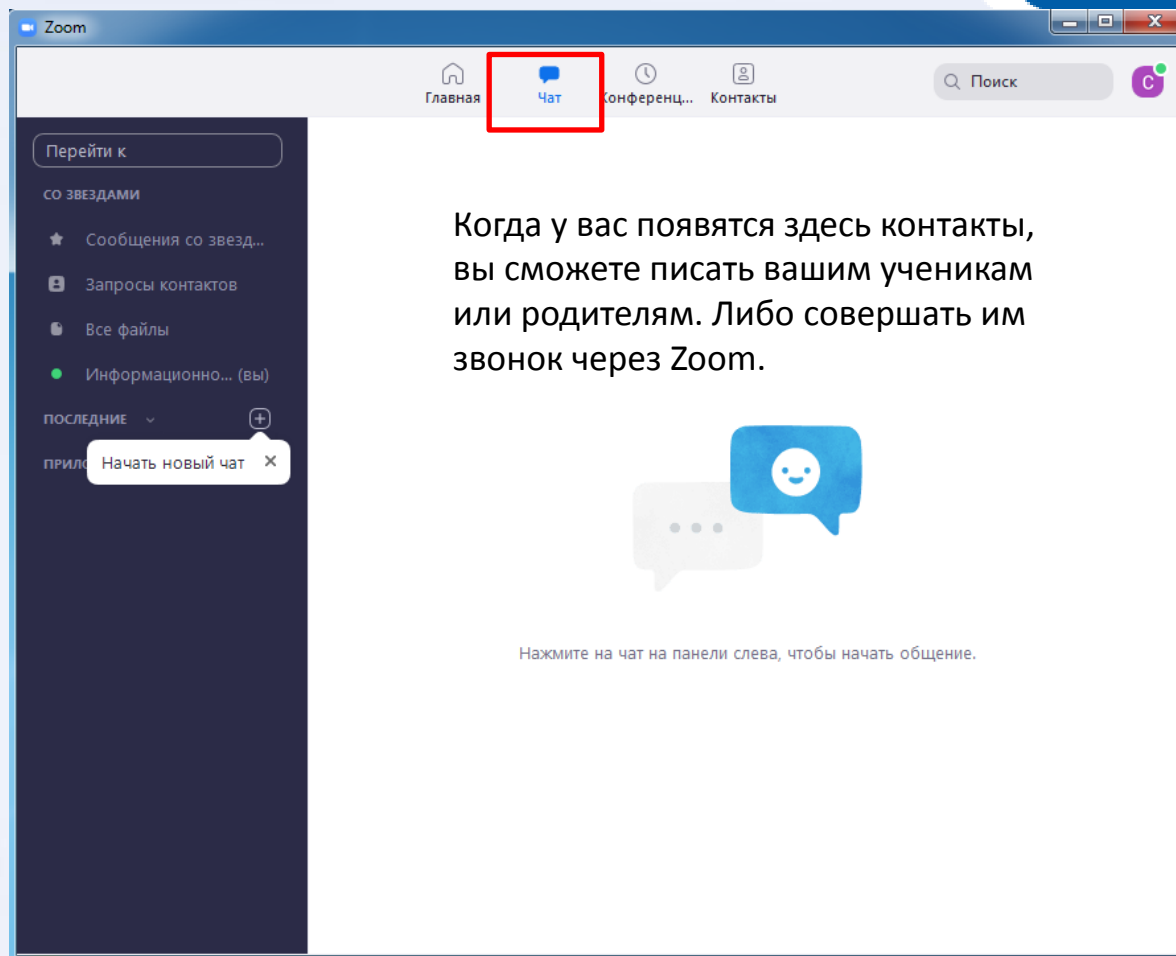 Zoom
Главная
Чат
Конференц...
Контакты
Поиск
C
Перейти к
СО ЗВЕЗДАМИ
Сообщения со звезд...
Запросы контактов
Все файлы
Информационно... (вы)
ПОСЛЕДНИЕ
ПРИЛО
Начать новый чат
Когда у вас появятся здесь контакты,
вы сможете писать вашим ученикам
или родителям. Либо совершать им
звонок через Zoom.
Нажмите на чат на панели слева, чтобы начать общение.